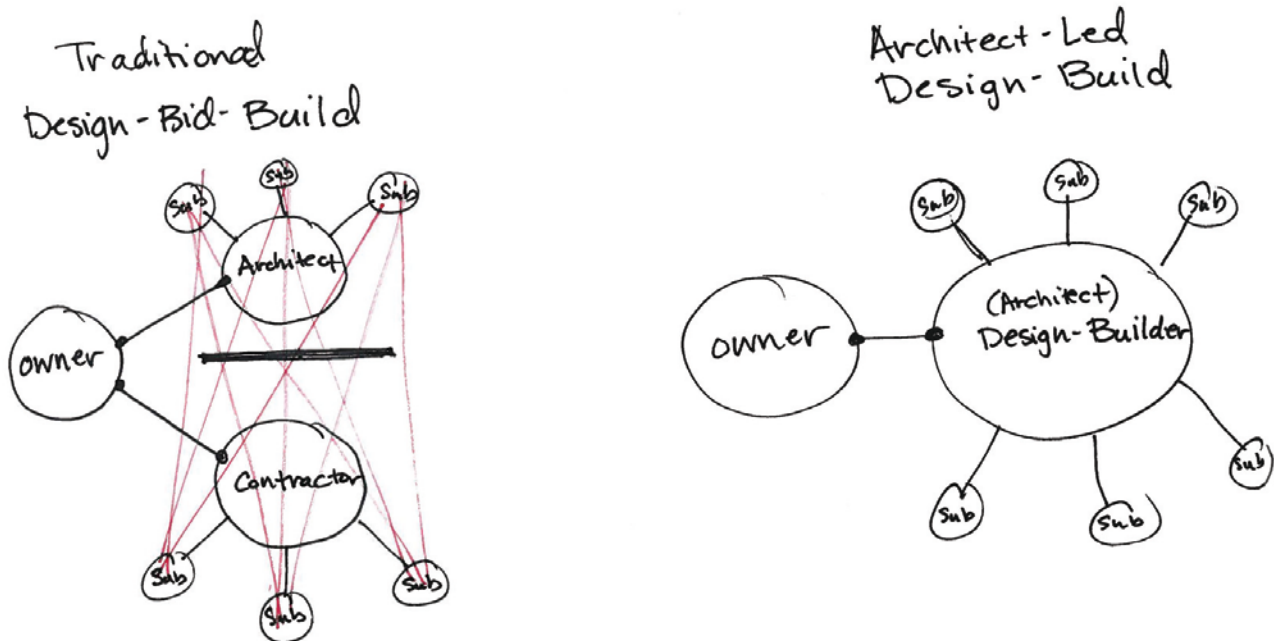 Traditional
Design-Bid-Build
Sub
Sub
Sub
Architect
owner
Contractor
Sub
Sub
Sub
Architect-Led
Design-Build
Sub
Sub
Sub
(Architect)
Design-Builder
owner
Sub
Sub
Sub